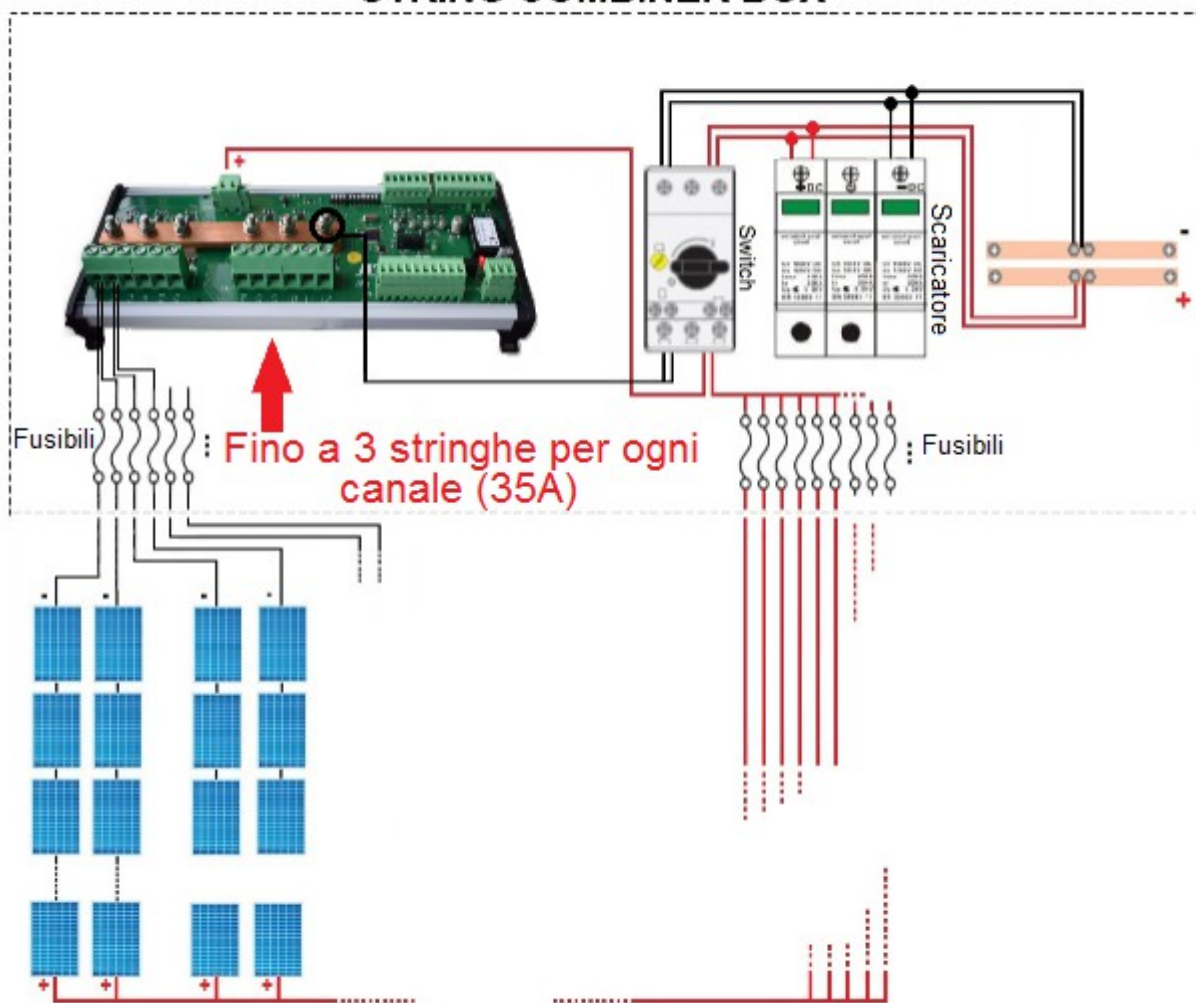 STRING COMBINER BOX
+
Switch
Scaricatore
-
+
Fusibili
Fino a 3 stringhe per ogni
canale (35A)
Fusibili
- - - -
+ + + +